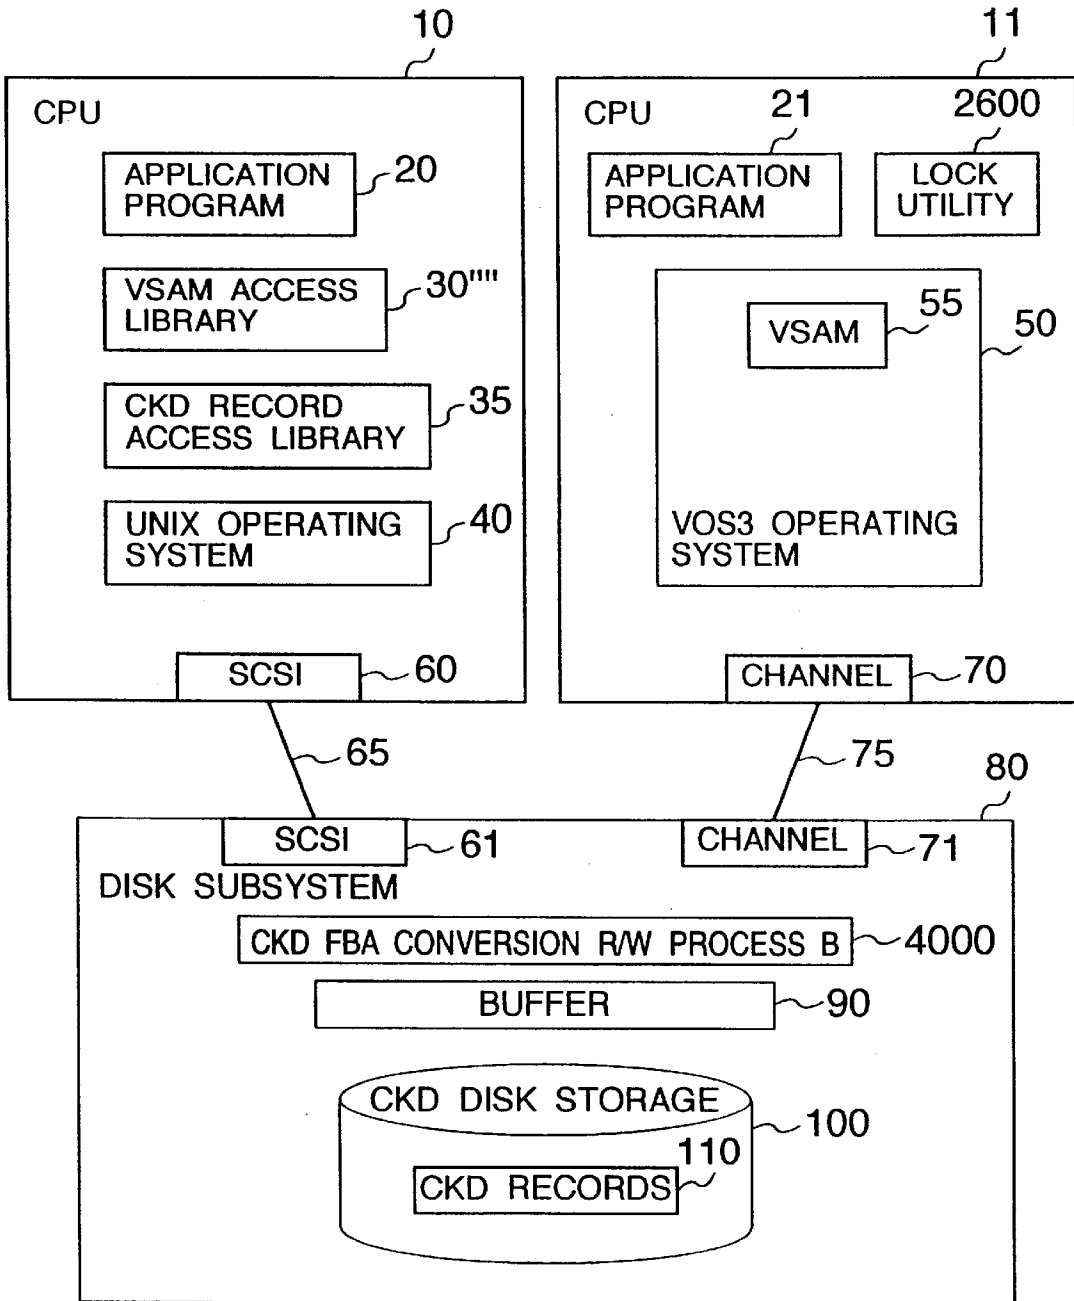 10
11
CPU
CPU
21
2600
APPLICATION
PROGRAM
20
APPLICATION
PROGRAM
LOCK
UTILITY
VSAM ACCESS
LIBRARY
30""
VSAM
55
50
CKD RECORD
ACCESS LIBRARY
35
UNIX OPERATING
SYSTEM
40
VOS3 OPERATING
SYSTEM
SCSI
60
CHANNEL
70
65
75
80
SCSI
61
CHANNEL
71
DISK SUBSYSTEM
CKD FBA CONVERSION R/W PROCESS B
4000
BUFFER
90
CKD DISK STORAGE
100
110
CKD RECORDS